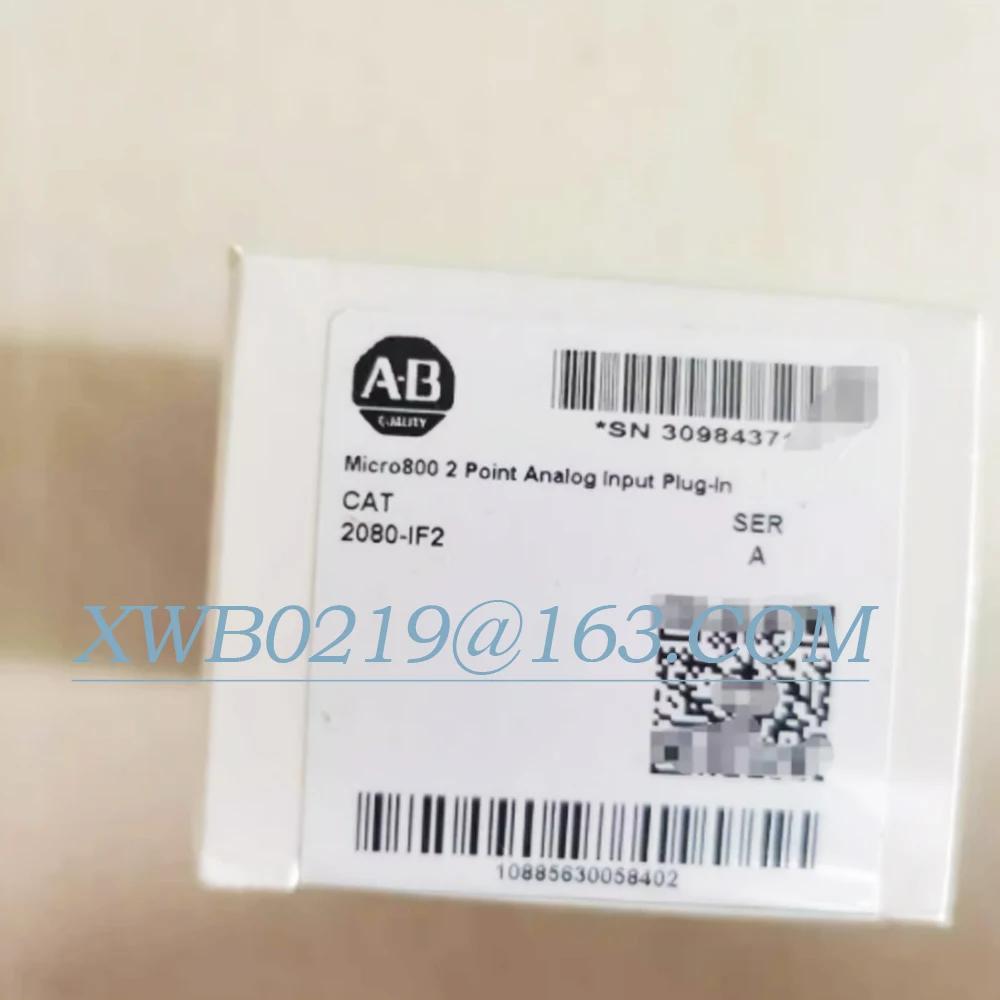 A-B
QUALITY
*SN 3098437
Micro800 2 Point Analog Input Plug-In
CAT
SER
2080-IF2
A
XWB0219@163.COM
10885630058402